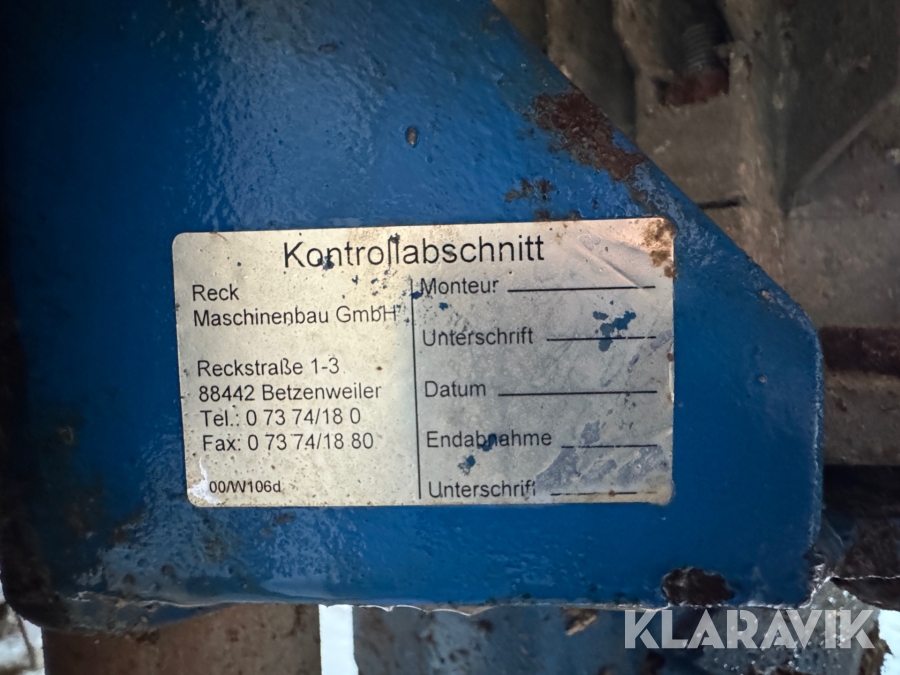 Kontrollabschnitt
Reck
Maschinenbau GmbH
Reckstraße 1-3
88442 Betzenweiler
Tel.: 0 73 74/18 0
Fax: 0 73 74/18 80
00/W106d
Monteur
Unterschrift
Datum
Endabnahme
Unterschrift
KLARAVIK